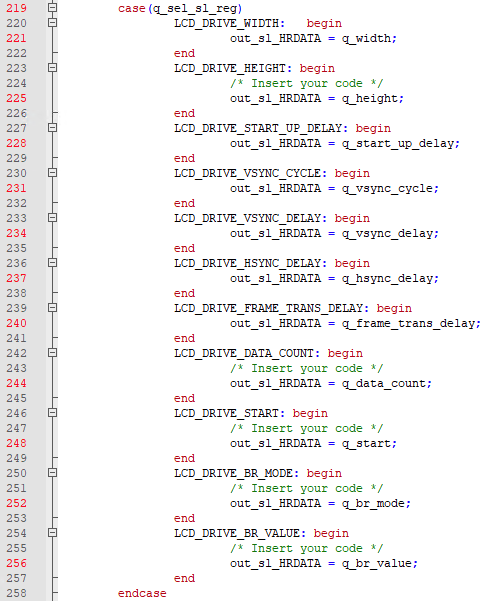 219 case(q_sel_sl_reg)
220 LCD_DRIVE_WIDTH: begin
221 out_sl_HRDATA = q_width;
222 end
223 LCD_DRIVE_HEIGHT: begin
224 /* Insert your code */
225 out_sl_HRDATA = q_height;
226 end
227 LCD_DRIVE_START_UP_DELAY: begin
228 out_sl_HRDATA = q_start_up_delay;
229 end
230 LCD_DRIVE_VSYNC_CYCLE: begin
231 out_sl_HRDATA = q_vsync_cycle;
232 end
233 LCD_DRIVE_VSYNC_DELAY: begin
234 out_sl_HRDATA = q_vsync_delay;
235 end
236 LCD_DRIVE_HSYNC_DELAY: begin
237 out_sl_HRDATA = q_hsync_delay;
238 end
239 LCD_DRIVE_FRAME_TRANS_DELAY: begin
240 out_sl_HRDATA = q_frame_trans_delay;
241 end
242 LCD_DRIVE_DATA_COUNT: begin
243 /* Insert your code */
244 out_sl_HRDATA = q_data_count;
245 end
246 LCD_DRIVE_START: begin
247 /* Insert your code */
248 out_sl_HRDATA = q_start;
249 end
250 LCD_DRIVE_BR_MODE: begin
251 /* Insert your code */
252 out_sl_HRDATA = q_br_mode;
253 end
254 LCD_DRIVE_BR_VALUE: begin
255 /* Insert your code */
256 out_sl_HRDATA = q_br_value;
257 end
258 endcase